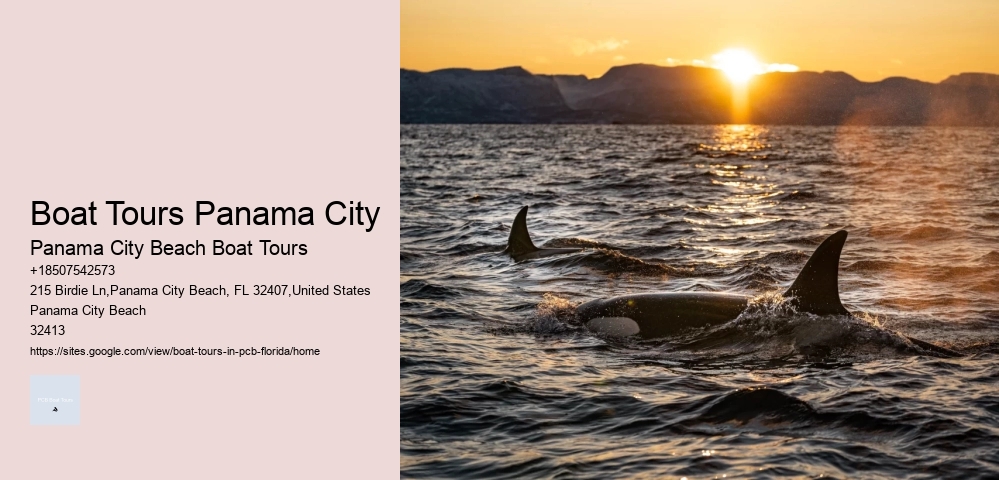 Boat Tours Panama City
Panama City Beach Boat Tours
+18507542573
215 Birdie Ln,Panama City Beach, FL 32407,United States
Panama City Beach
32413
https://sites.google.com/view/boat-tours-in-pcb-florida/home